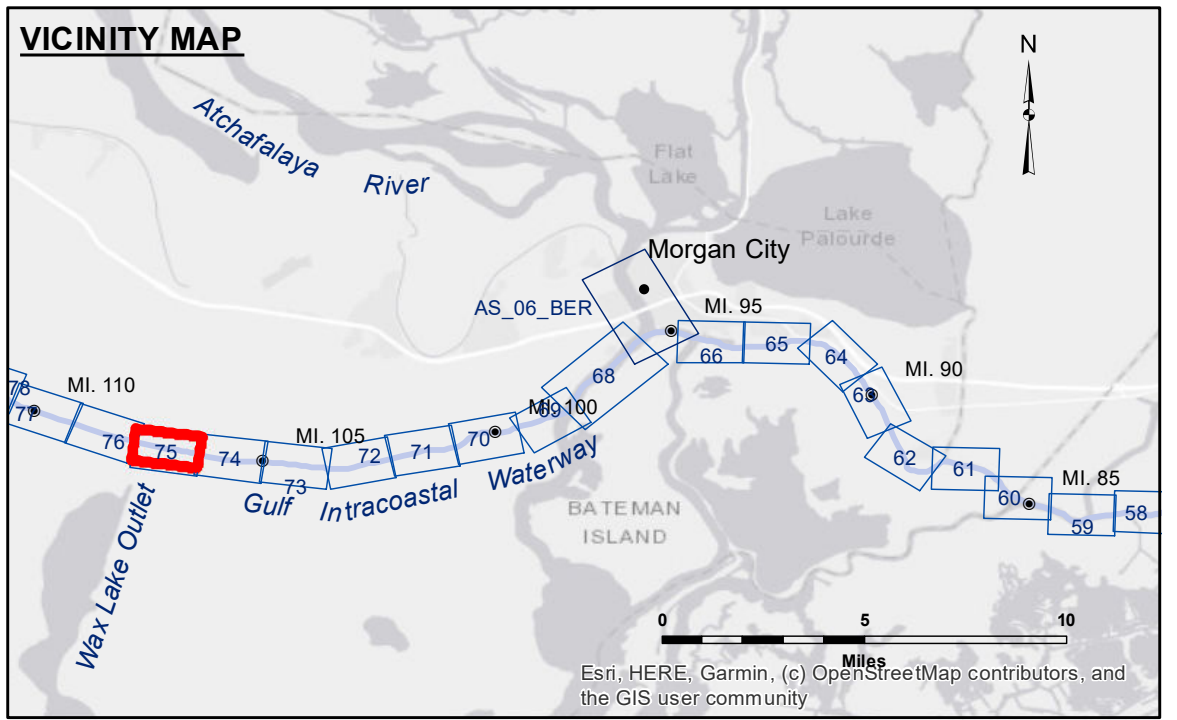 VICINITY MAP
N
Atchafalaya
River
Flat
Lake
Lake
Palourde
Morgan City
AS_06_BER
MI. 95
66
65
64
MI. 90
63
68
78
MI. 110
77
76
75
74
MI. 105
73
72
71
70
69
MI. 100
62
61
60
MI. 85
59
58
Gulf
Intracoastal
Waterway
Wax Lake Outlet
BATEMAN
ISLAND
0
5
10
Miles
Esri, HERE, Garmin, (c) OpenStreetMap contributors, and
the GIS user community